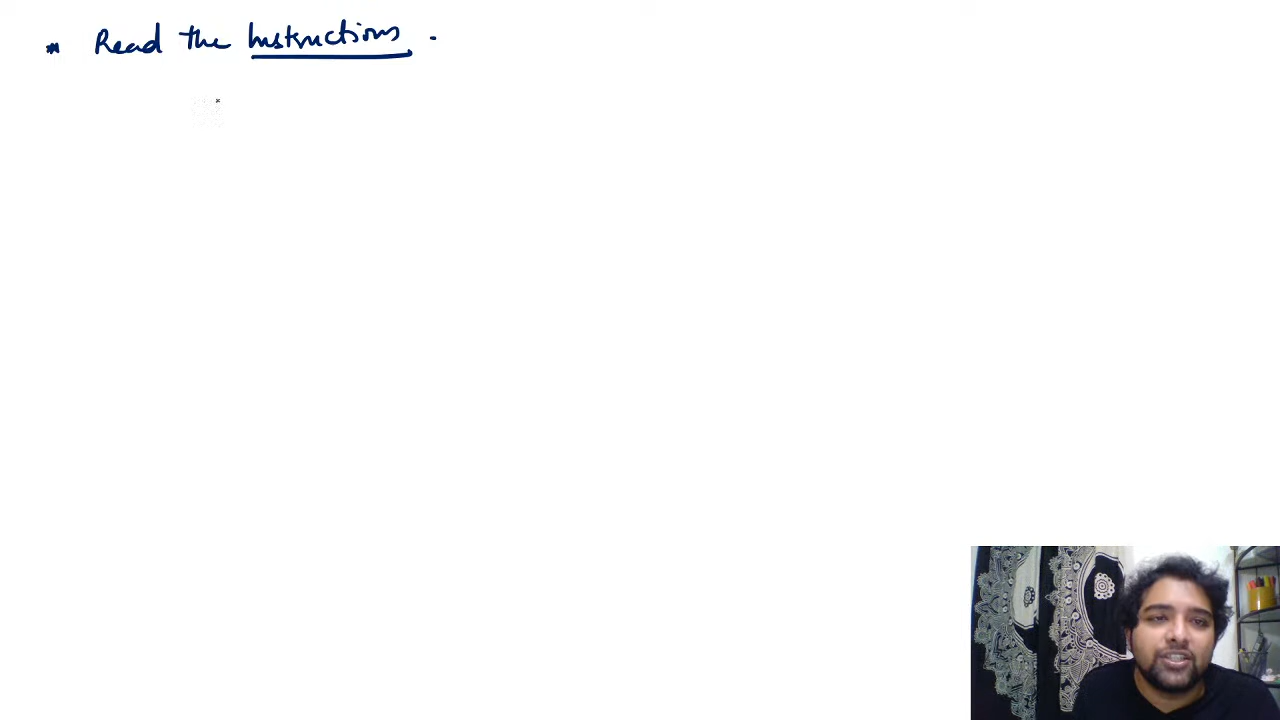 * Read the Instructions .